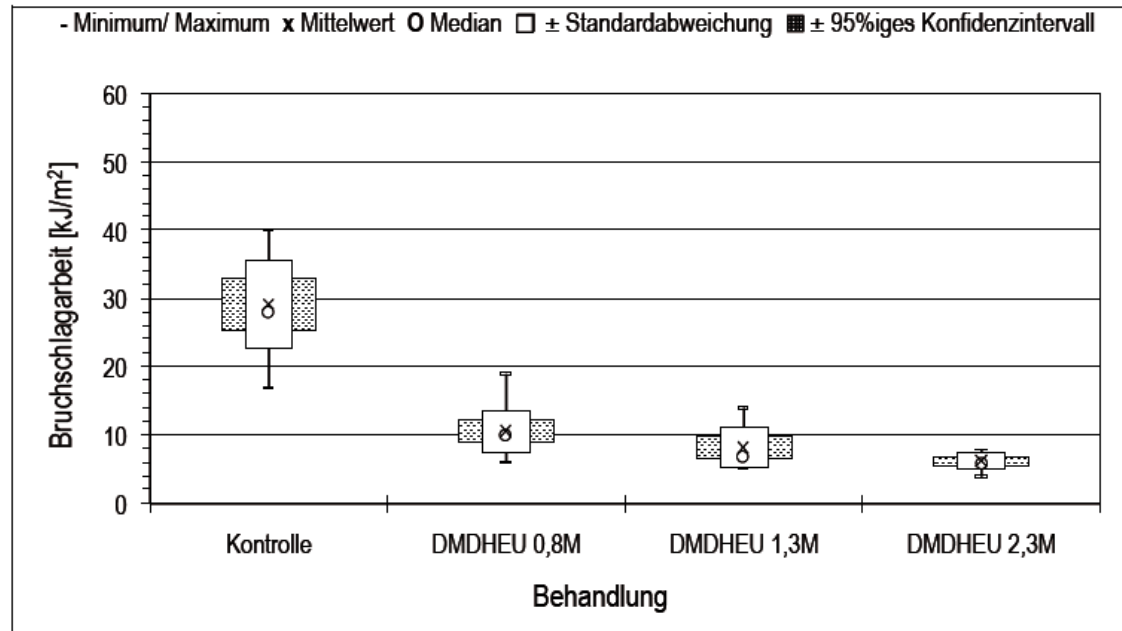 - Minimum/ Maximum x Mittelwert O Median ± Standardabweichung ± 95%iges Konfidenzintervall
60
50
40
30
20
10
0
Bruchschlagarbeit [kJ/m²]
Kontrolle DMDHEU 0,8M DMDHEU 1,3M DMDHEU 2,3M
Behandlung